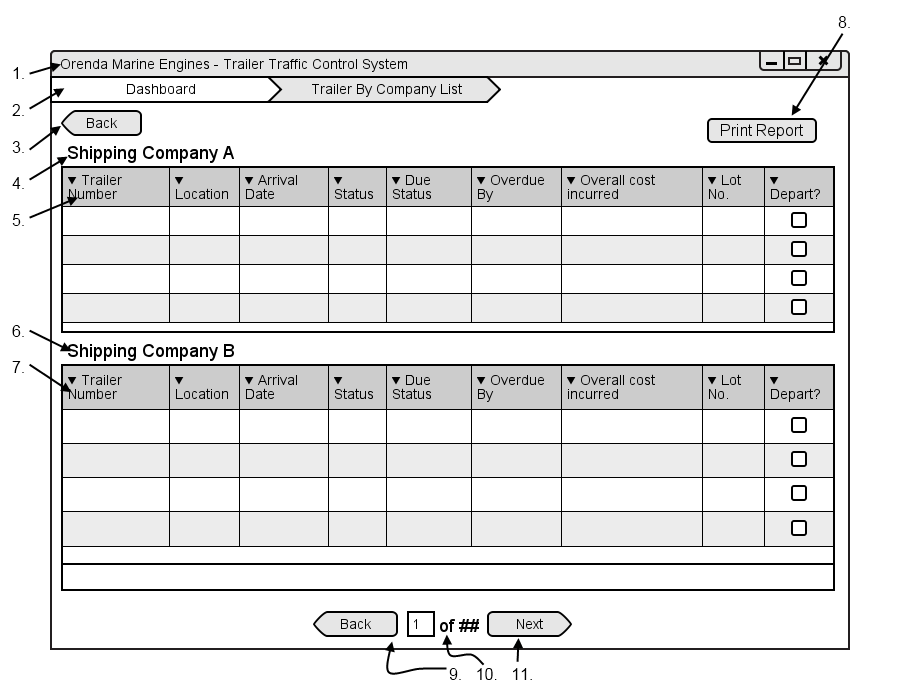 8.
1. Orenda Marine Engines - Trailer Traffic Control System
2. Dashboard Trailer By Company List
3. Back Print Report
4. Shipping Company A
5. ▼ Trailer ▼ ▼ Arrival ▼ ▼ Due ▼ Overdue ▼ Overall cost ▼ Lot ▼
Number Location Date Status Status By incurred No. Depart?
6. Shipping Company B
7. ▼ Trailer ▼ ▼ Arrival ▼ ▼ Due ▼ Overdue ▼ Overall cost ▼ Lot ▼
Number Location Date Status Status By incurred No. Depart?
Back 1 of ## Next
9. 10. 11.